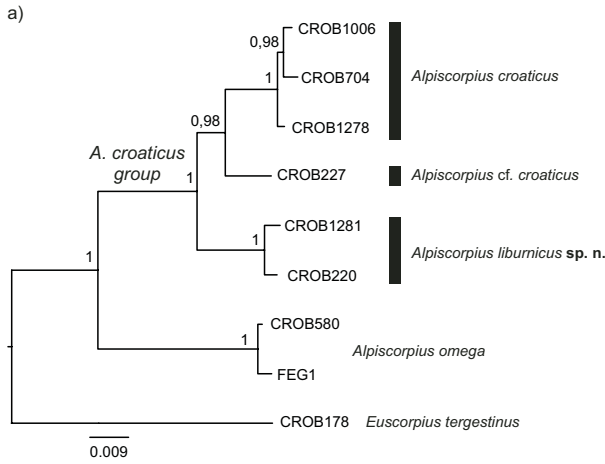 a)
CROB1006
0,98
CROB704
Alpiscorpius croaticus
1
0,98
CROB1278
A. croaticus
group
CROB227
Alpiscorpius cf. croaticus
1
CROB1281
1
Alpiscorpius liburnicus sp. n.
1
CROB220
CROB580
1
Alpiscorpius omega
FEG1
CROB178
Euscorpius tergestinus
0.009